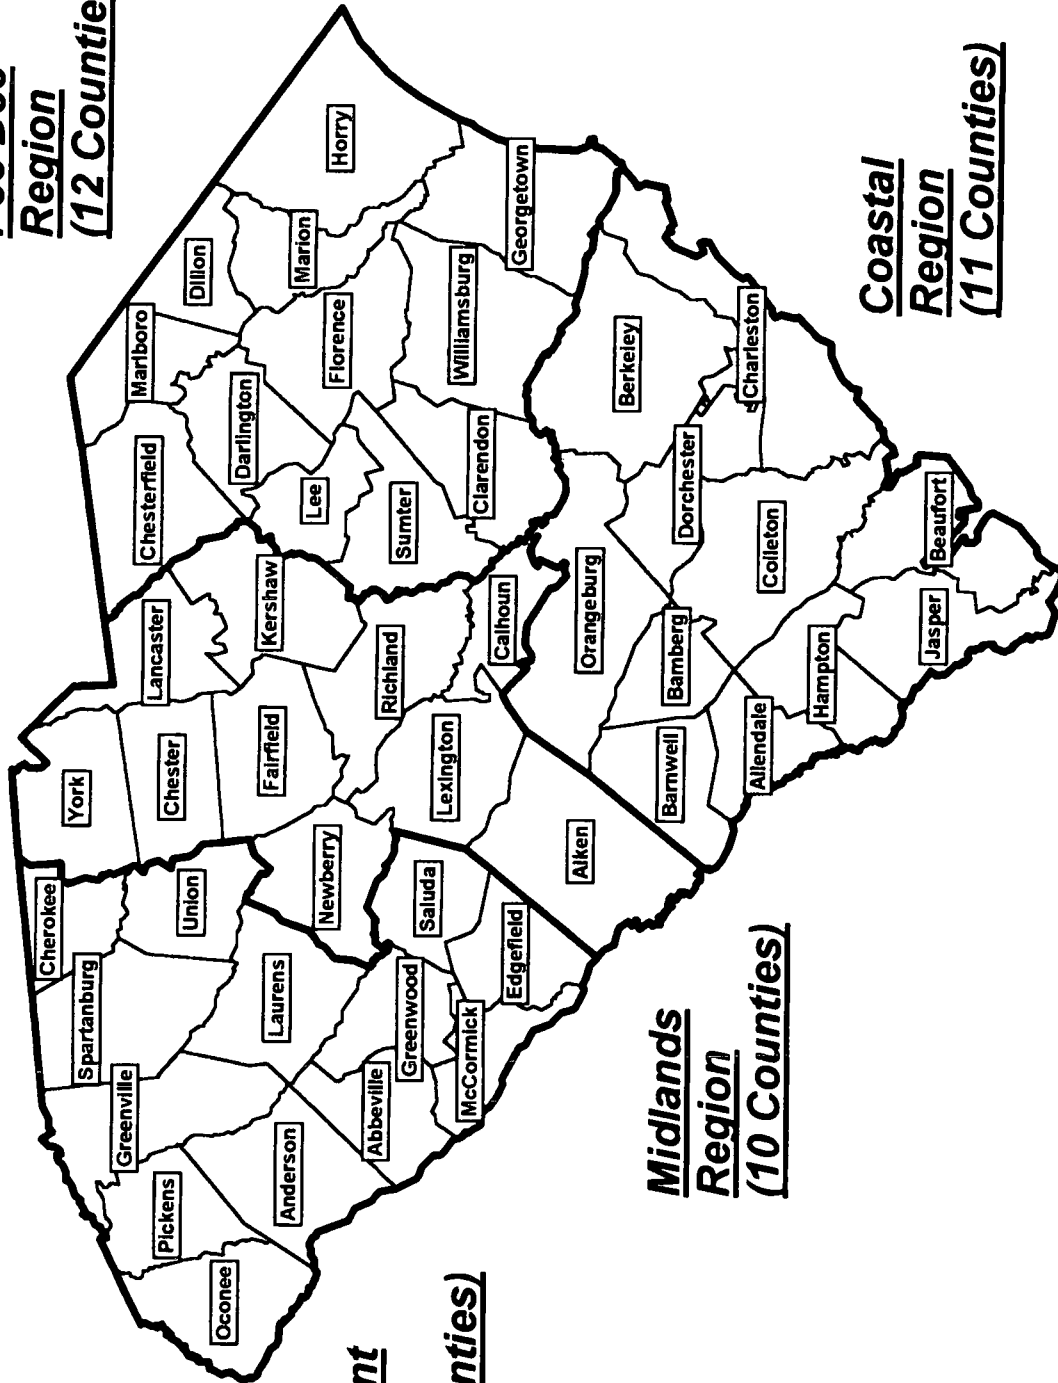 Region
(12 Countie
York
Cherokee
Spartanburg
Greenville
Pickens
Oconee
Anderson
Laurens
Union
Chester
Lancaster
Chesterfield
Marlboro
Dillon
Marion
Horry
Darlington
Lee
Kershaw
Fairfield
Newberry
Abbeville
Greenwood
Saluda
Lexington
Richland
Sumter
Florence
Williamsburg
Georgetown
Clarendon
Calhoun
McCormick
Edgefield
Aiken
Orangeburg
Berkeley
Barnwell
Bamberg
Dorchester
Charleston
Allendale
Hampton
Colleton
Jasper
Beaufort
nt
nties)
Midlands
Region
(10 Counties)
Coastal
Region
(11 Counties)